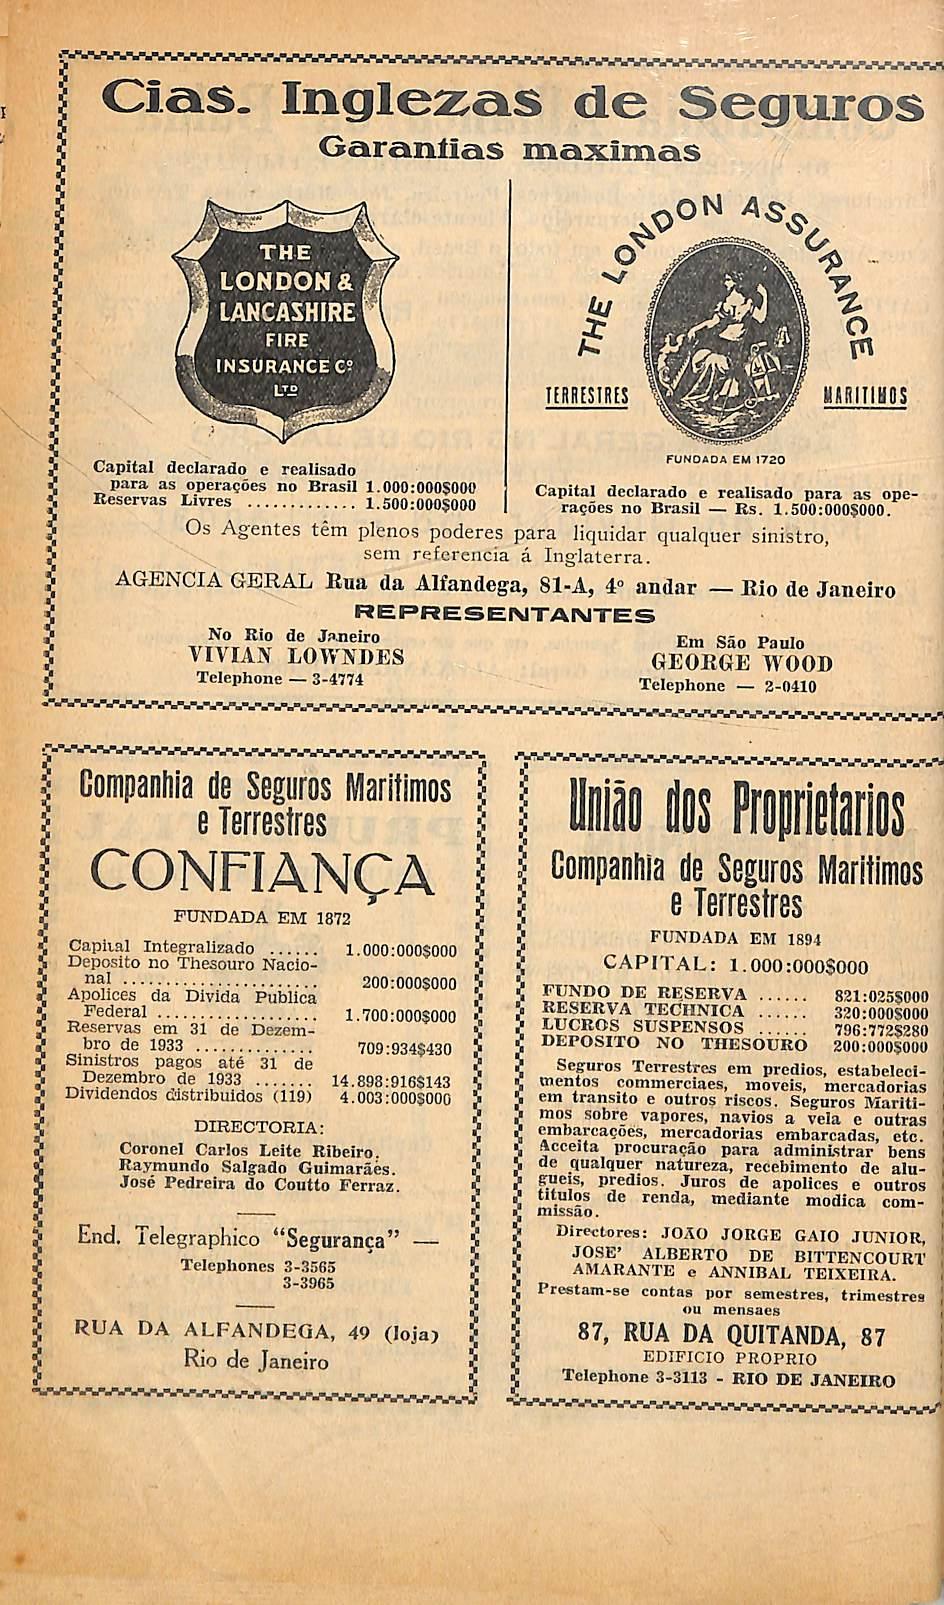 Cias. Inglezas de Seguros
Garantias maximas
THE
LONDON &
LANCASHIRE
FIRE
INSURANCE Cº
LTD
Capital declarado e realisado
para as operações no Brasil 1.000:000$000
Reservas Livres ............. 1.500:000$000
THE LONDON ASSURANCE
TERRESTRES
MARITIMOS
FUNDADA EM 1720
Capital declarado e realisado para as ope-
rações no Brasil — Rs. 1.500:000$000.
Os Agentes têm plenos poderes para liquidar qualquer sinistro,
sem referencia á Inglaterra.
AGENCIA GERAL Rua da Alfandega, 81-A, 4º andar — Rio de Janeiro
REPRESENTANTES
No Rio de Janeiro
VIVIAN LOWNDES
Telephone — 3-4774
Em São Paulo
GEORGE WOOD
Telephone — 2-0410
Companhia de Seguros Maritimos
e Terrestres
CONFIANÇA
FUNDADA EM 1872
Capital Integralizado ...... 1.000:000$000
Deposito no Thesouro Nacio-
nal ....................... 200:000$000
Apolices da Divida Publica
Federal ................... 1.700:000$000
Reservas em 31 de Dezem-
bro de 1933 .............. 709:934$430
Sinistros pagos até 31 de
Dezembro de 1933 ....... 14.898:916$143
Dividendos distribuidos (119) 4.003:000$000
DIRECTORIA:
Coronel Carlos Leite Ribeiro.
Raymundo Salgado Guimarães.
José Pedreira do Coutto Ferraz.
End. Telegraphico "Segurança" —
Telephones 3-3565
3-3965
RUA DA ALFANDEGA, 49 (loja)
Rio de Janeiro
União dos Proprietarios
Companhia de Seguros Maritimos
e Terrestres
FUNDADA EM 1894
CAPITAL: 1.000:000$000
FUNDO DE RESERVA ...... 821:025$000
RESERVA TECHNICA ...... 320:000$000
LUCROS SUSPENSOS ...... 796:772$280
DEPOSITO NO THESOURO 200:000$000
Seguros Terrestres em predios, estabeleci-
mentos commerciaes, moveis, mercadorias
em transito e outros riscos. Seguros Mariti-
mos sobre vapores, navios a vela e outras
embarcações, mercadorias embarcadas, etc.
Acceita procuração para administrar bens
de qualquer natureza, recebimento de alu-
gueis, predios. Juros de apolices e outros
titulos de renda, mediante modica com-
missão.
Directores: JOÃO JORGE GAIO JUNIOR,
JOSE' ALBERTO DE BITTENCOURT
AMARANTE e ANNIBAL TEIXEIRA.
Prestam-se contas por semestres, trimestres
ou mensaes
87, RUA DA QUITANDA, 87
EDIFICIO PROPRIO
Telephone 3-3113 - RIO DE JANEIRO